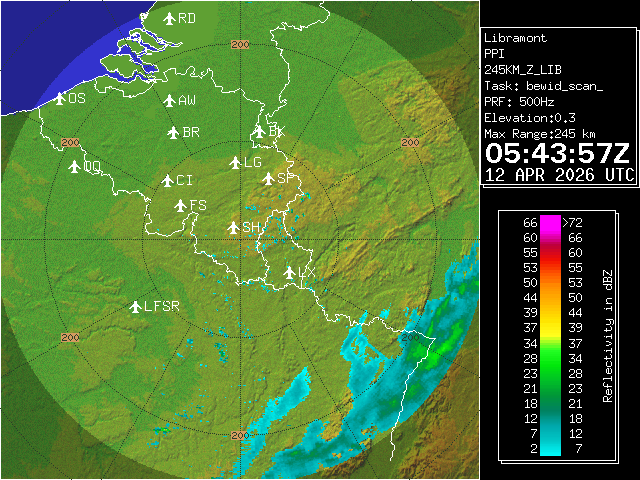 RD
200
OS
AW
BR
BK
200
200
QQ
LG
CI
SP
FS
SH
LX
LFSR
200
200
200
Librarmont
PPI
245KM_Z_LIB
Task: bewid_scan_
PRF: 500Hz
Elevation:0.3
Max Range:245 km
05:43:57Z
12 APR 2026 UTC
66 >72
60 66
55 60
53 55
50 53
44 50
39 44
37 39
34 37
28 34
23 28
21 23
18 21
12 18
7 12
2 7
Reflectivity in dBZ